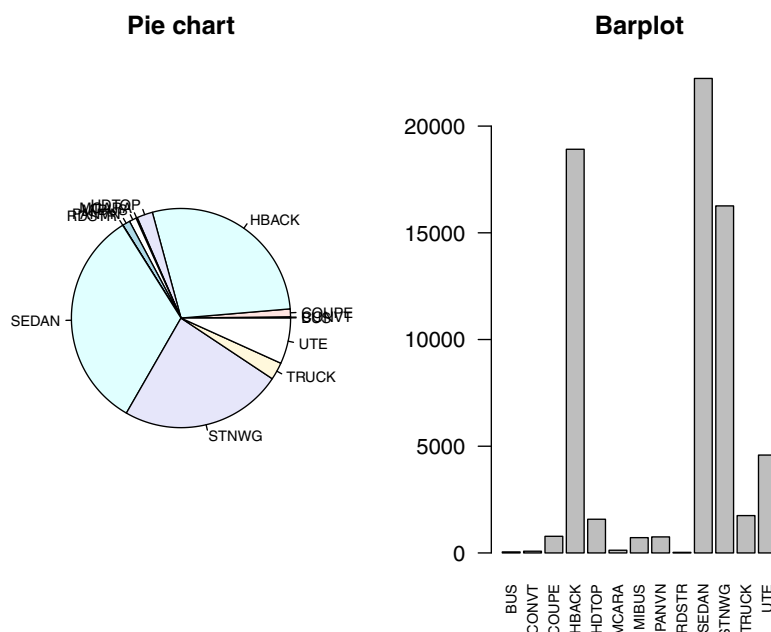 Pie chart
Barplot
HDTOP
HBACK
COUPE
SEDAN
UTE
TRUCK
STNWG
20000
15000
10000
5000
0
BUS
CONVT
COUPE
HBACK
HDTOP
MCARA
MIBUS
PANVN
RDSTR
SEDAN
STNWG
TRUCK
UTE